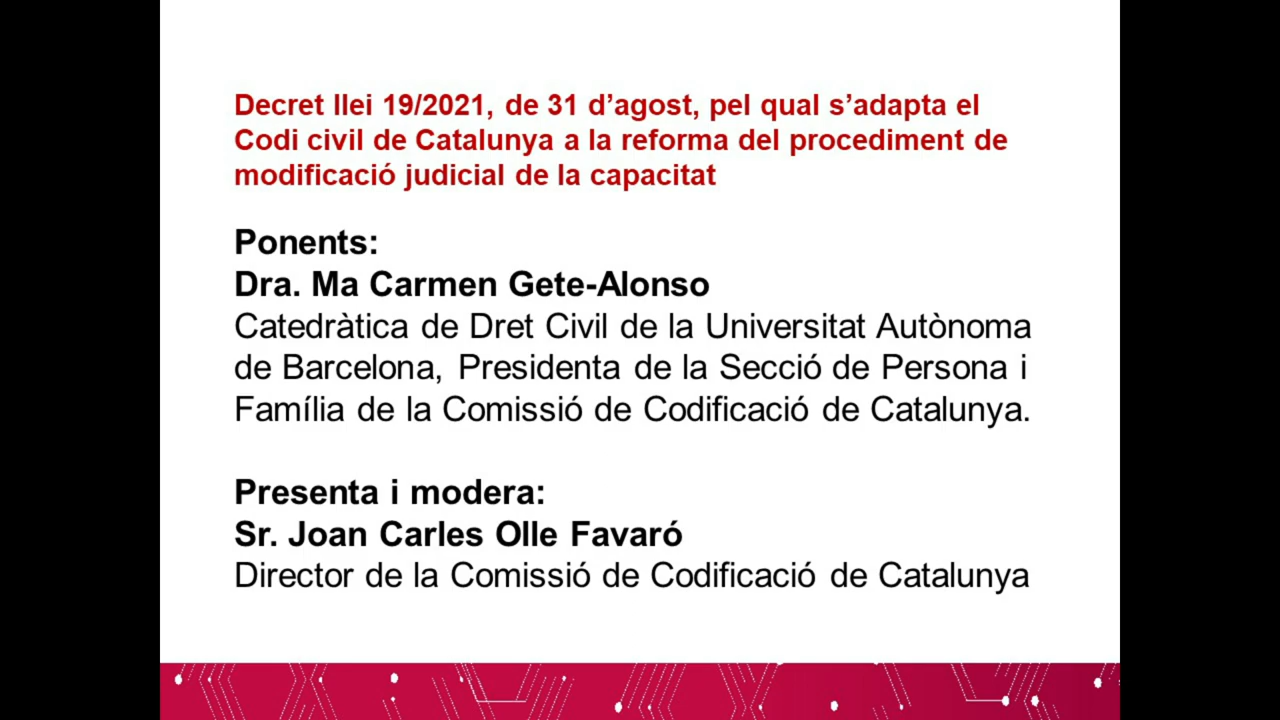 Decret llei 19/2021, de 31 d’agost, pel qual s’adapta el
Codi civil de Catalunya a la reforma del procediment de
modificació judicial de la capacitat
Ponents:
Dra. Ma Carmen Gete-Alonso
Catedràtica de Dret Civil de la Universitat Autònoma
de Barcelona, Presidenta de la Secció de Persona i
Família de la Comissió de Codificació de Catalunya.
Presenta i modera:
Sr. Joan Carles Olle Favaró
Director de la Comissió de Codificació de Catalunya